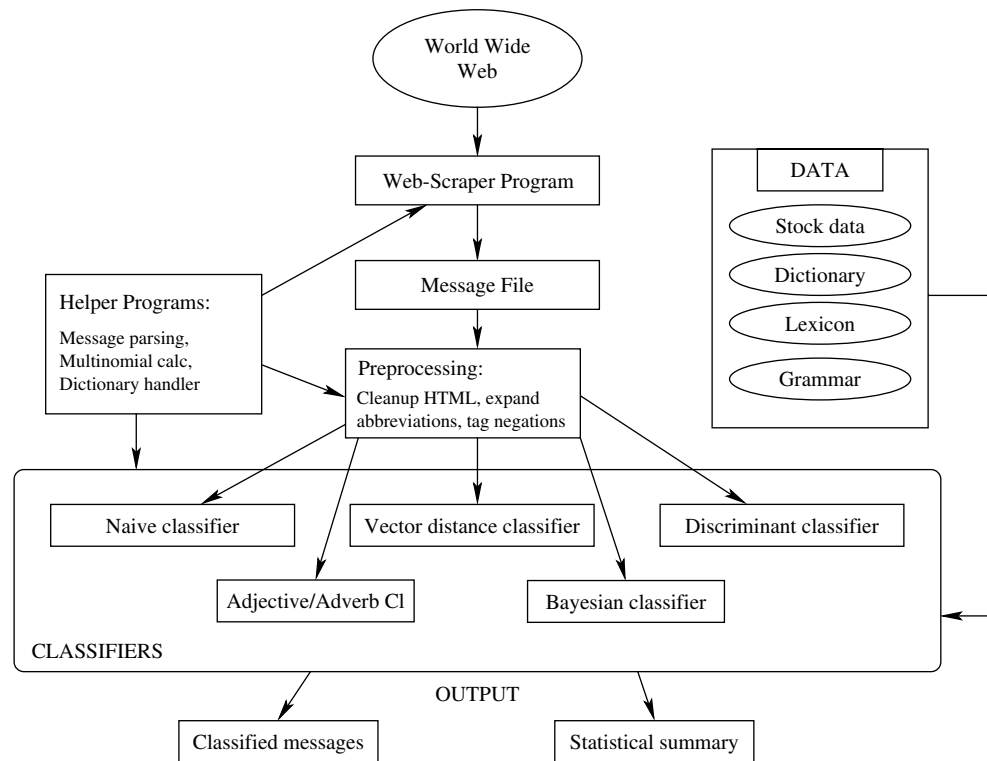 World Wide
Web
Web-Scraper Program
DATA
Stock data
Dictionary
Lexicon
Grammar
Message File
Helper Programs:
Message parsing,
Multinomial calc,
Dictionary handler
Preprocessing:
Cleanup HTML, expand
abbreviations, tag negations
Naive classifier
Vector distance classifier
Discriminant classifier
Adjective/Adverb Cl
Bayesian classifier
CLASSIFIERS
OUTPUT
Classified messages
Statistical summary